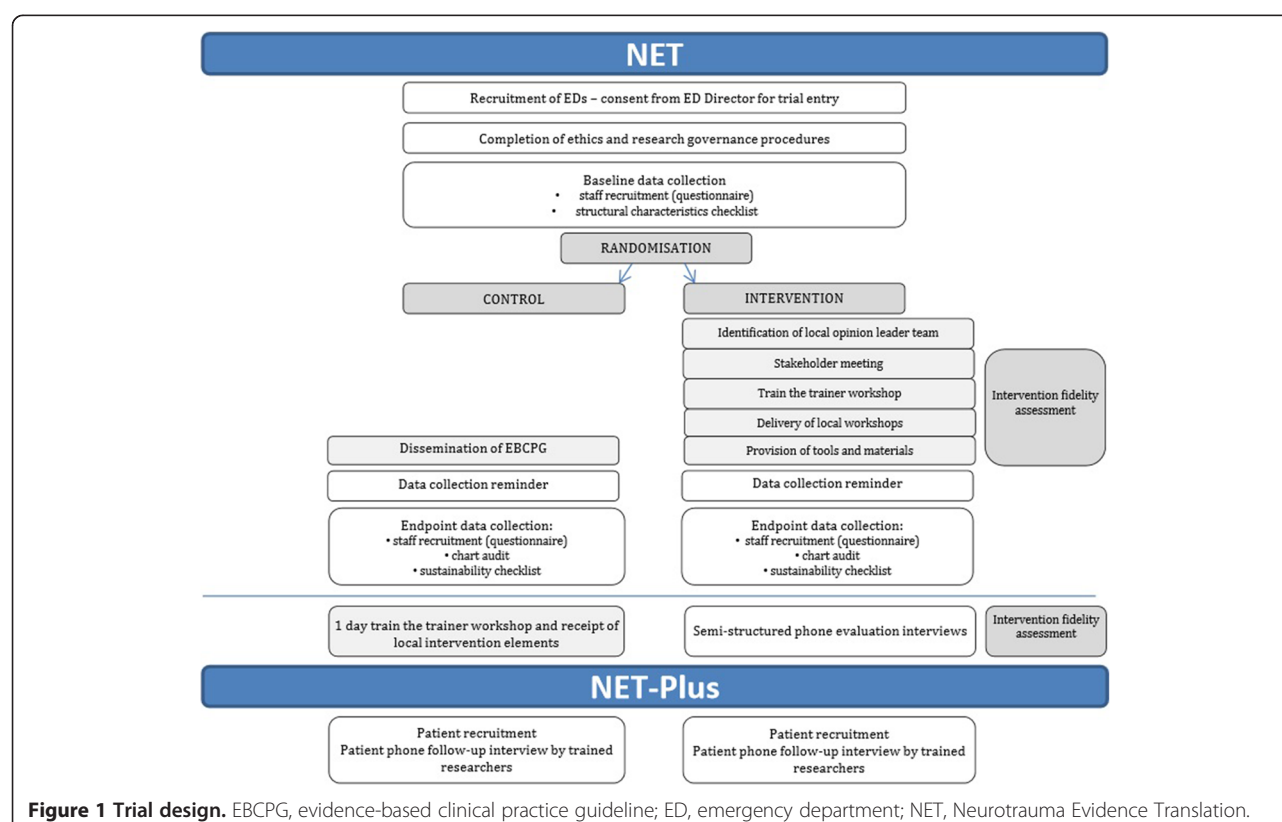 NET
Recruitment of EDs – consent from ED Director for trial entry
Completion of ethics and research governance procedures
Baseline data collection
• staff recruitment (questionnaire)
• structural characteristics checklist
RANDOMISATION
CONTROL
INTERVENTION
Identification of local opinion leader team
Stakeholder meeting
Train the trainer workshop
Delivery of local workshops
Provision of tools and materials
Intervention fidelity
assessment
Dissemination of EBCPG
Data collection reminder
Data collection reminder
Endpoint data collection:
• staff recruitment (questionnaire)
• chart audit
• sustainability checklist
Endpoint data collection:
• staff recruitment (questionnaire)
• chart audit
• sustainability checklist
1 day train the trainer workshop and receipt of
local intervention elements
Semi-structured phone evaluation interviews
Intervention fidelity
assessment
NET-Plus
Patient recruitment
Patient phone follow-up interview by trained
researchers
Patient recruitment
Patient phone follow-up interview by trained
researchers
Figure 1 Trial design. EBCPG, evidence-based clinical practice guideline; ED, emergency department; NET, Neurotrauma Evidence Translation.